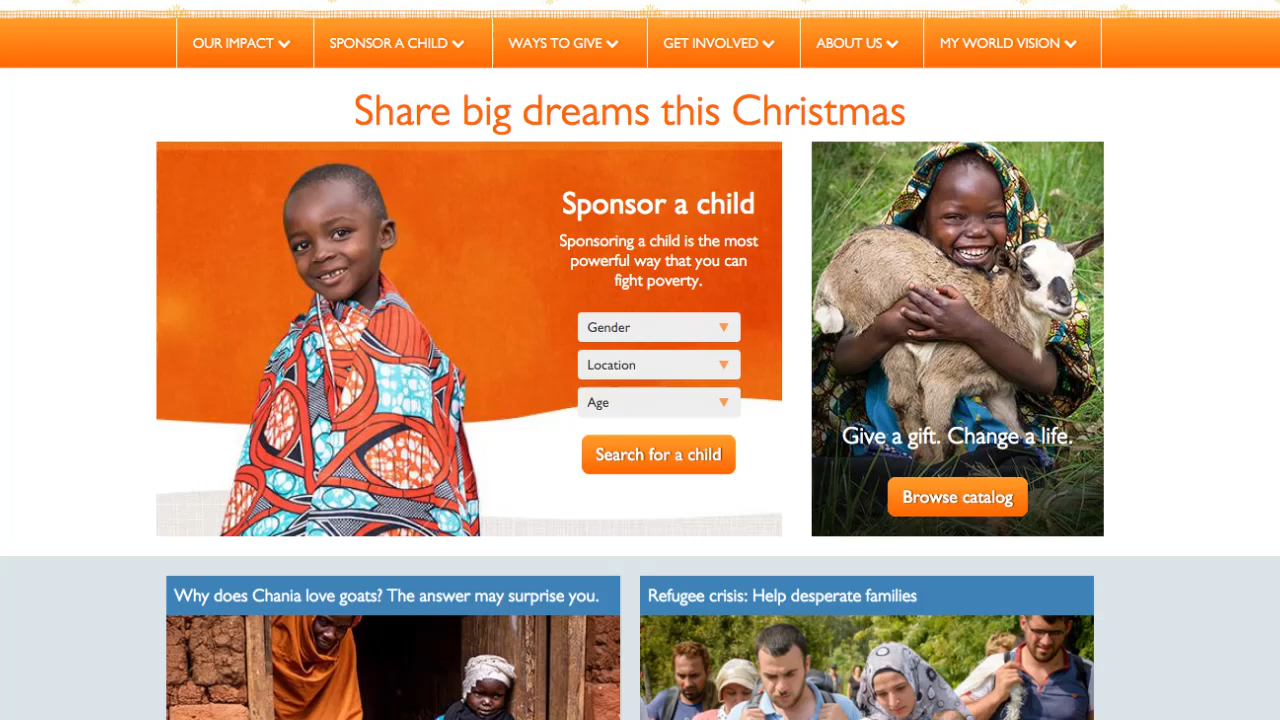 OUR IMPACT
SPONSOR A CHILD
WAYS TO GIVE
GET INVOLVED
ABOUT US
MY WORLD VISION
Share big dreams this Christmas
Sponsor a child
Sponsoring a child is the most
powerful way that you can
fight poverty.
Gender
Location
Age
Search for a child
Give a gift. Change a life.
Browse catalog
Why does Chania love goats? The answer may surprise you.
Refugee crisis: Help desperate families